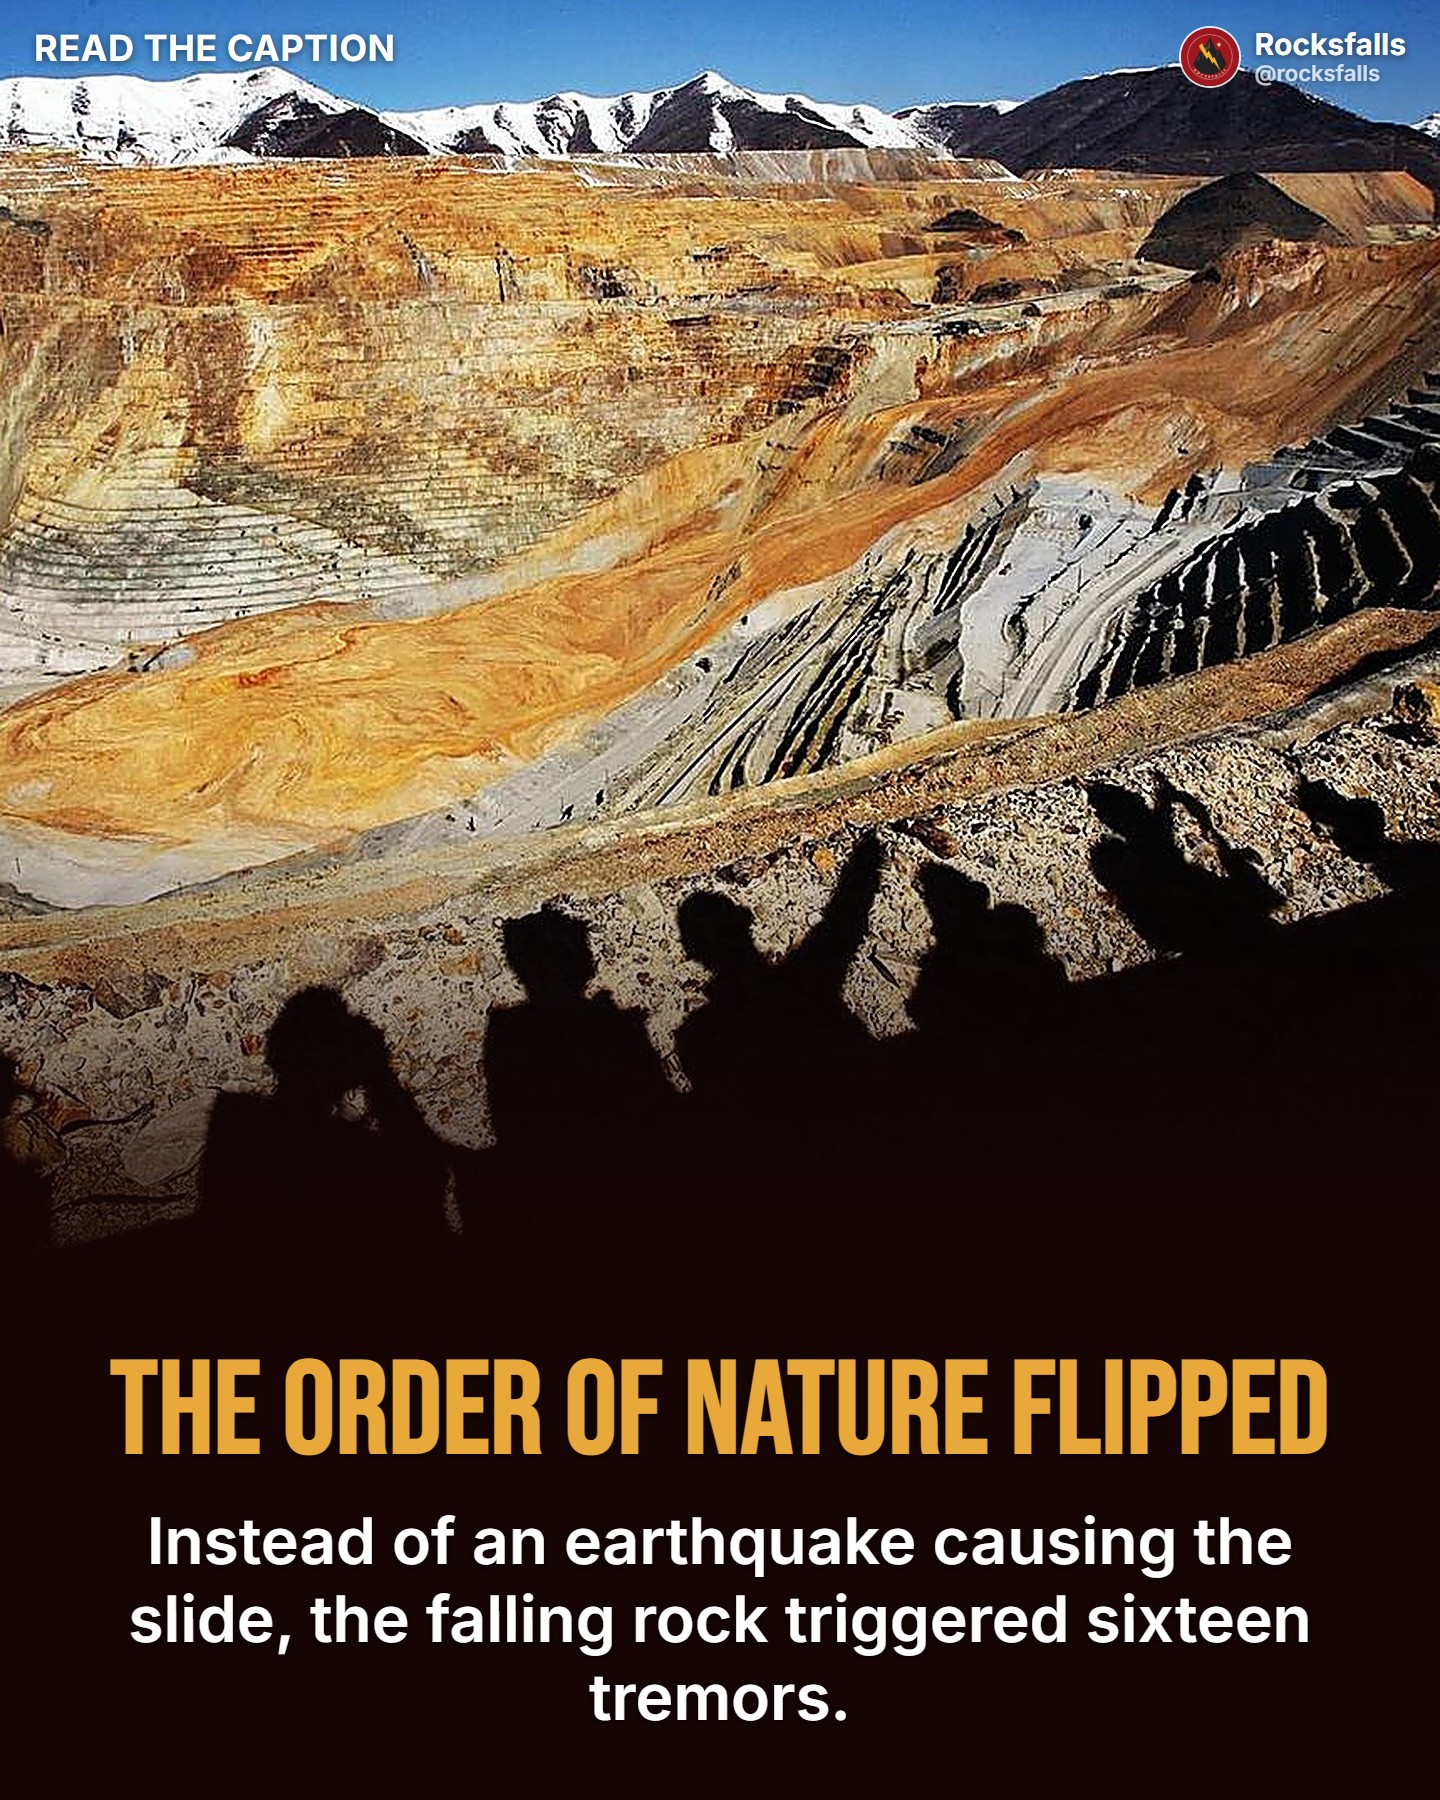 READ THE CAPTION
Rocksfalls
@rocksfalls
THE ORDER OF NATURE FLIPPED
Instead of an earthquake causing the
slide, the falling rock triggered sixteen
tremors.